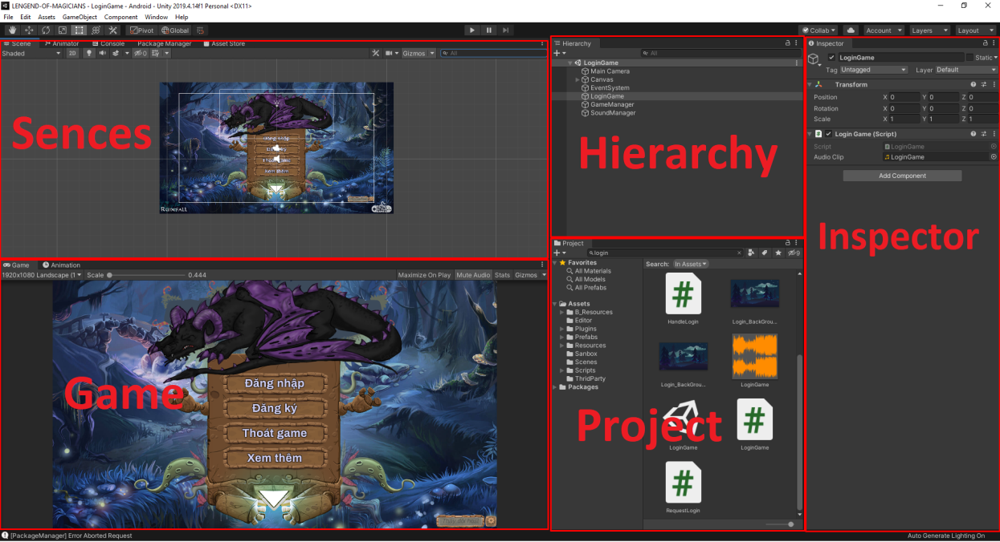 LENGEND-OF-MAGICIANS - LoginGame - Android - Unity 2019.4.14f1 Personal <DX11>
File Edit Assets GameObject Component Window Help
Pivot Global
Collab Account Layers Layout
Scene Animator Console Package Manager Asset Store
Shaded 2D 0 Gizmos All
RUNEFALL
Đăng nhập
Đăng ký
Thoát game
Xem thêm
Sences
Game Animation
1920x1080 Landscape (1 Scale 0.444 Maximize On Play Mute Audio Stats Gizmos
Đăng nhập
Đăng ký
Thoát game
Xem thêm
Game
Hierarchy
All
LoginGame
Main Camera
Canvas
EventSystem
LoginGame
GameManager
SoundManager
Hierarchy
Project
login 9
Favorites
All Materials
All Models
All Prefabs
Assets
B_Resources
Editor
Plugins
Prefabs
Resources
Sanbox
Scenes
Scripts
ThridParty
Packages
Search: In Assets
HandleLogin Login_BackGrou...
Login_BackGrou... LoginGame
LoginGame LoginGame
RequestLogin
Project
Inspector
LoginGame Static
Tag Untagged Layer Default
Transform
Position X 0 Y 0 Z 0
Rotation X 0 Y 0 Z 0
Scale X 1 Y 1 Z 1
Login Game (Script)
Script LoginGame
Audio Clip LoginGame
Add Component
Inspector
[PackageManager] Error Aborted Request
Auto Generate Lighting On